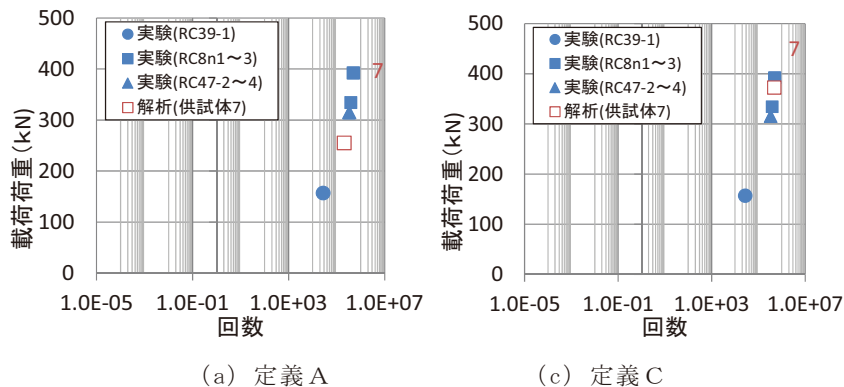 500
400
300
200
100
0
載荷荷重(kN)
実験(RC39-1)
実験(RC8n1～3)
実験(RC47-2～4)
解析(供試体7)
7
1.0E-05 1.0E-01 1.0E+03 1.0E+07
回数
(a) 定義A
500
400
300
200
100
0
載荷荷重(kN)
実験(RC39-1)
実験(RC8n1～3)
実験(RC47-2～4)
解析(供試体7)
7
1.0E-05 1.0E-01 1.0E+03 1.0E+07
回数
(c) 定義C